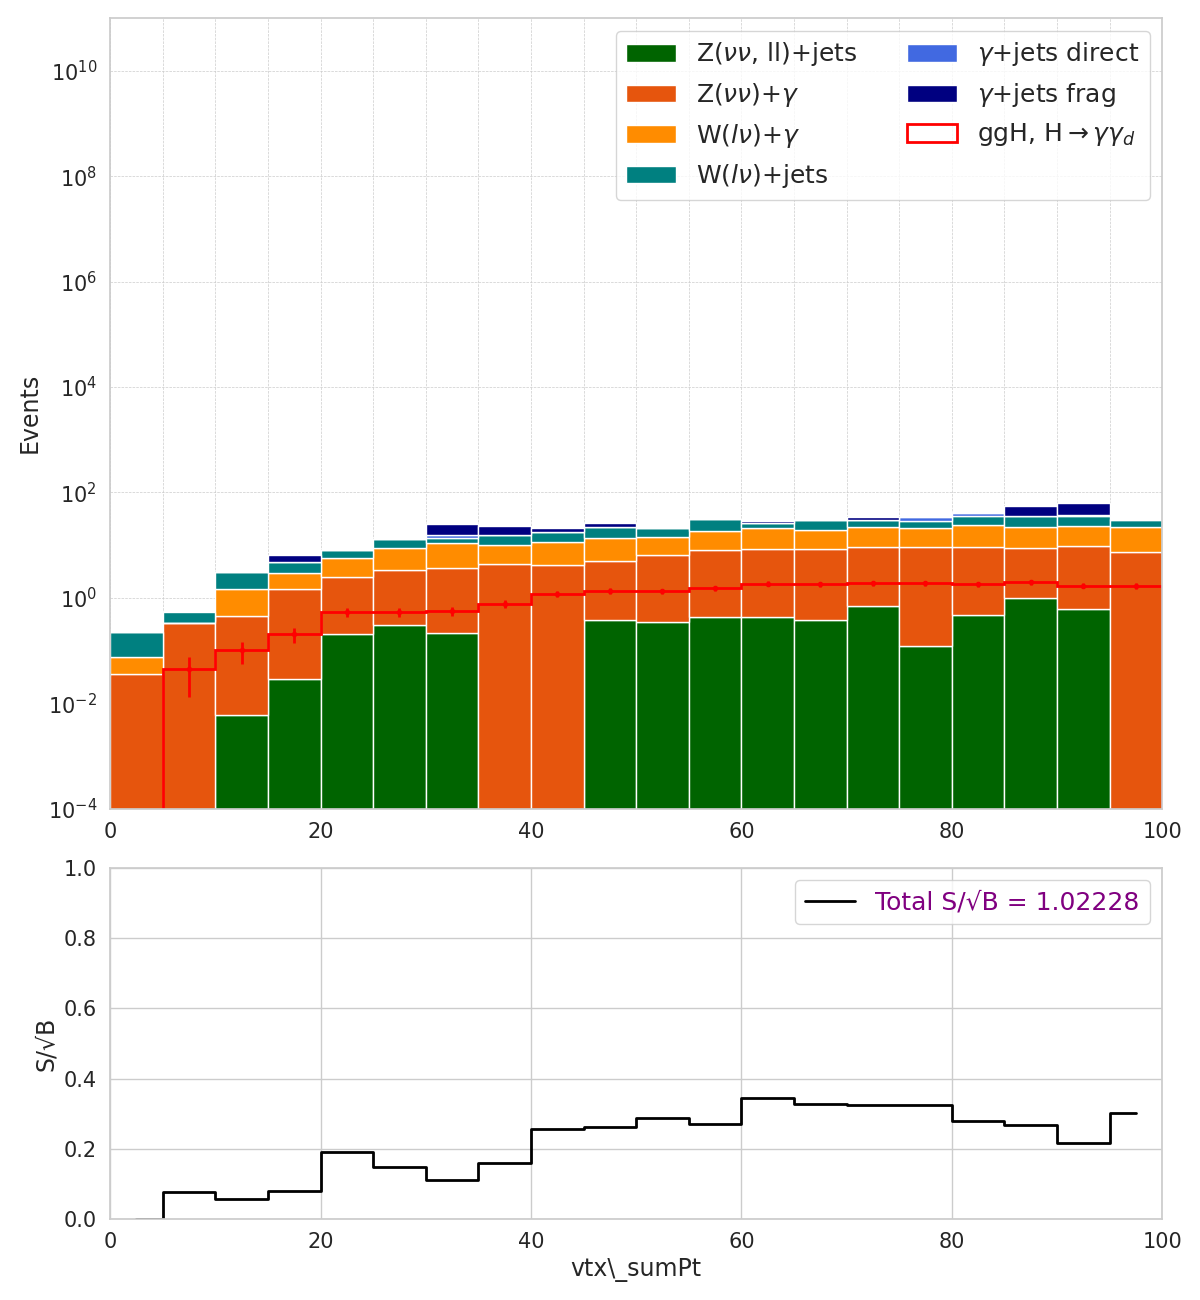 Z(νν, ll)+jets
Z(νν)+γ
W(lν)+γ
W(lν)+jets
γ+jets direct
γ+jets frag
ggH, H→γγ_d
Events
10^10
10^8
10^6
10^4
10^2
10^0
10^−2
10^−4
0 20 40 60 80 100
Total S/√B = 1.02228
S/√B
1.0
0.8
0.6
0.4
0.2
0.0
0 20 40 60 80 100
vtx\_sumPt